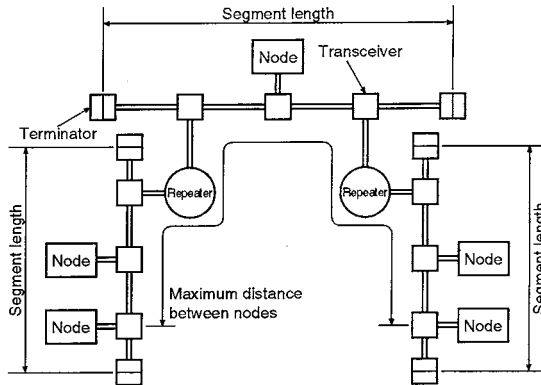 Segment length
Node
Transceiver
Terminator
Repeater
Repeater
Segment length
Segment length
Node
Node
Node
Node
Maximum distance
between nodes